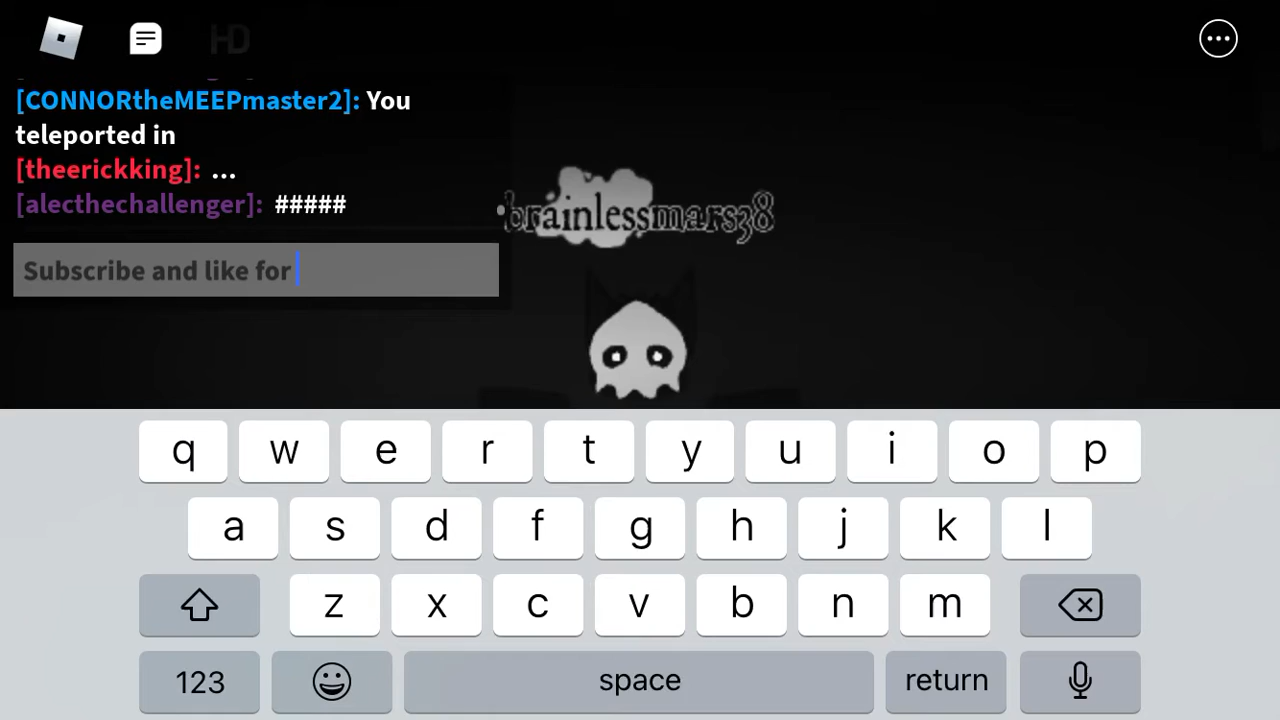 HD
[CONNORtheMEEPmaster2]: You
teleported in
[theerickking]: ...
[alecthechallenger]: #####
brainlessmars38
Subscribe and like for
q w e r t y u i o p
a s d f g h j k l
z x c v b n m
123 space return